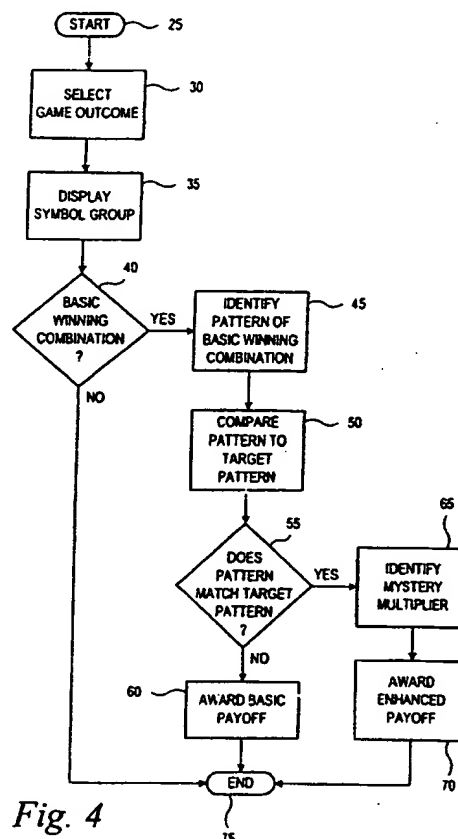 START
25
SELECT
GAME OUTCOME
30
DISPLAY
SYMBOL GROUP
35
BASIC
WINNING
COMBINATION
?
40
YES
NO
IDENTIFY
PATTERN OF
BASIC WINNING
COMBINATION
45
COMPARE
PATTERN TO
TARGET
PATTERN
50
DOES
PATTERN
MATCH TARGET
PATTERN
?
55
YES
NO
IDENTIFY
MYSTERY
MULTIPLIER
65
60
AWARD BASIC
PAYOFF
AWARD
ENHANCED
PAYOFF
70
END
75
Fig. 4